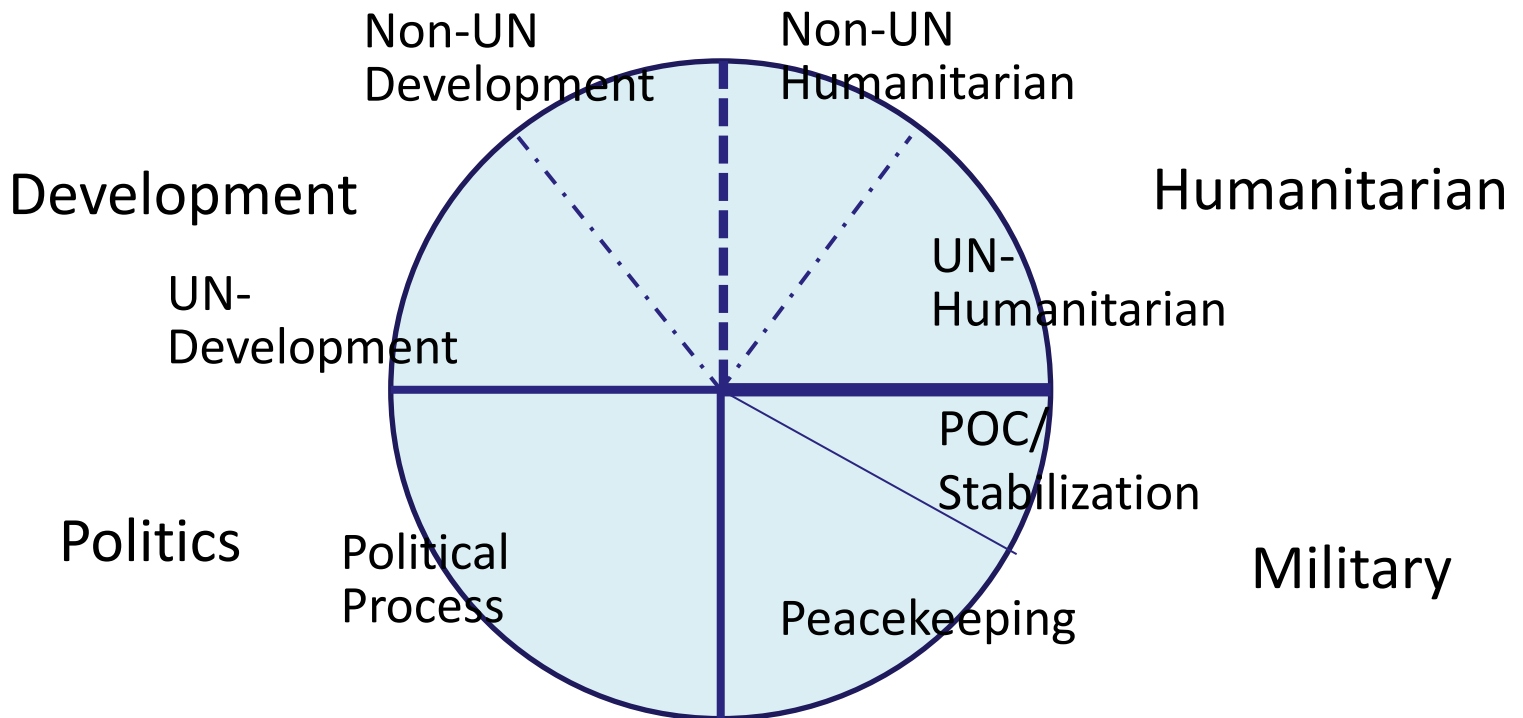 Non-UN
Development
Non-UN
Humanitarian
Development
Humanitarian
UN-
Humanitarian
UN-
Development
POC/
Stabilization
Politics
Political
Process
Military
Peacekeeping